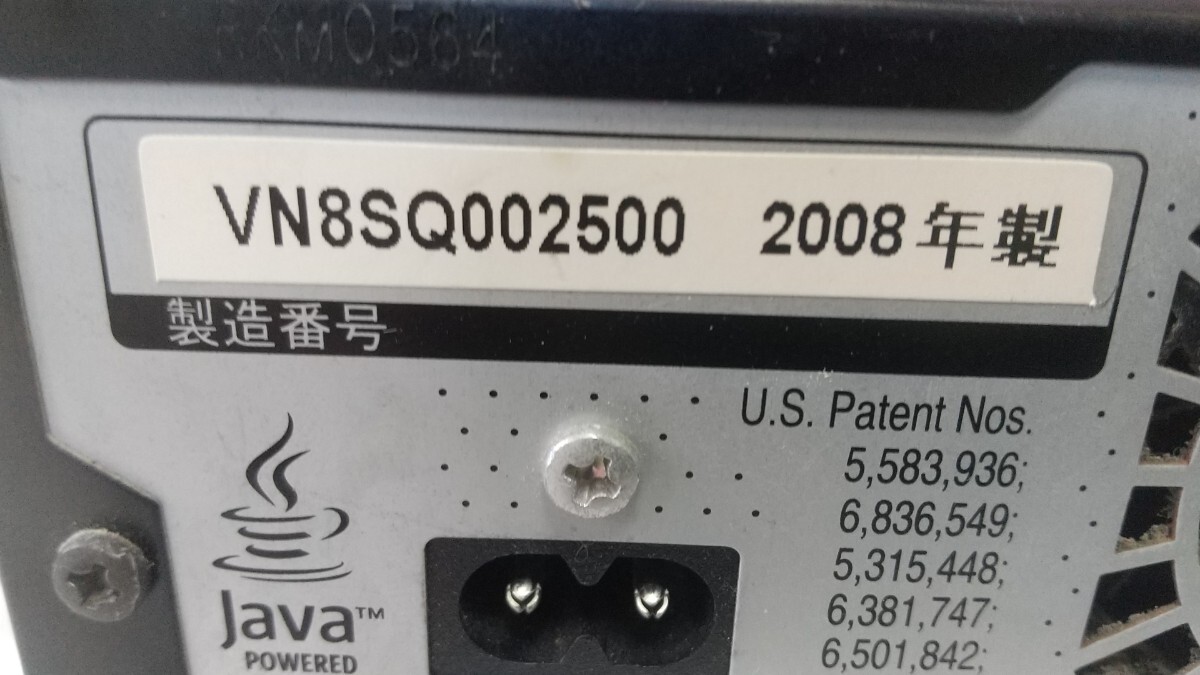 RKM0564
VN8SQ002500 2008年製
製造番号
U.S. Patent Nos.
5,583,936;
6,836,549;
5,315,448;
6,381,747;
6,501,842;
Java™
POWERED